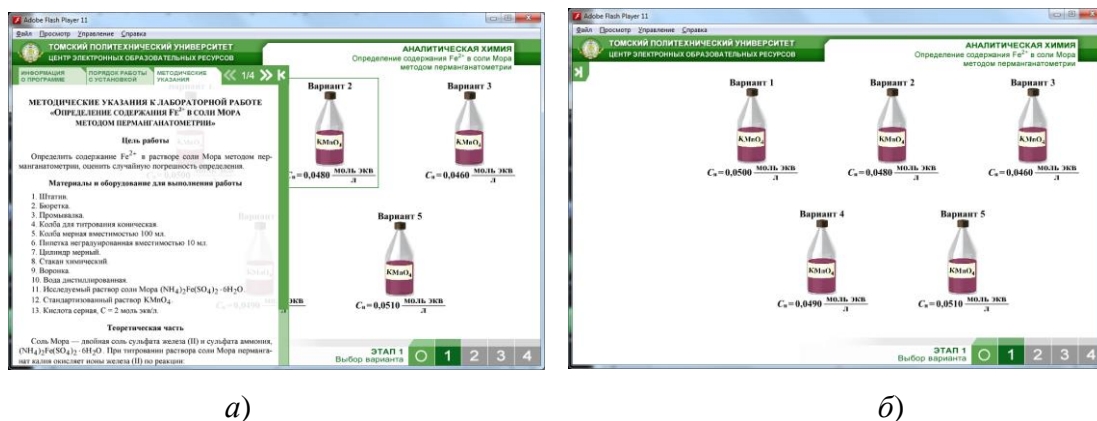 Adobe Flash Player 11
Файл Просмотр Управление Справка
ТОМСКИЙ ПОЛИТЕХНИЧЕСКИЙ УНИВЕРСИТЕТ
ЦЕНТР ЭЛЕКТРОННЫХ ОБРАЗОВАТЕЛЬНЫХ РЕСУРСОВ
АНАЛИТИЧЕСКАЯ ХИМИЯ
Определение содержания Fe²⁺ в соли Мора
методом перманганатометрии
ИНФОРМАЦИЯ О ПРОГРАММЕ
ПОРЯДОК РАБОТЫ С УСТАНОВКОЙ
МЕТОДИЧЕСКИЕ УКАЗАНИЯ
1/4
МЕТОДИЧЕСКИЕ УКАЗАНИЯ К ЛАБОРАТОРНОЙ РАБОТЕ
«ОПРЕДЕЛЕНИЕ СОДЕРЖАНИЯ FE²⁺ В СОЛИ МОРА
МЕТОДОМ ПЕРМАНГАНАТОМЕТРИИ»
Цель работы
Определить содержание Fe²⁺ в растворе соли Мора методом пер-
манганатометрии, оценить случайную погрешность определения.
Материалы и оборудование для выполнения работы
1. Штатив.
2. Бюретка.
3. Промывалка.
4. Колба для титрования коническая.
5. Колба мерная вместимостью 100 мл.
6. Пипетка неградуированная вместимостью 10 мл.
7. Цилиндр мерный.
8. Стакан химический.
9. Воронка.
10. Вода дистиллированная.
11. Исследуемый раствор соли Мора (NH₄)₂Fe(SO₄)₂·6H₂O.
12. Стандартизованный раствор KMnO₄.
13. Кислота серная, C = 2 моль экв/л.
Теоретическая часть
Соль Мора — двойная соль сульфата железа (II) и сульфата аммония,
(NH₄)₂Fe(SO₄)₂·6H₂O. При титровании раствора соли Мора перманга-
нат калия окисляет ионы железа (II) по реакции:
Вариант 2
KMnO₄
Cн=0,0480 моль экв/л
Вариант 3
KMnO₄
Cн=0,0460 моль экв/л
Вариант
KMnO₄
Cн=0,0490 моль экв/л
Вариант 5
KMnO₄
Cн=0,0510 моль экв/л
ЭТАП 1
Выбор варианта
1 2 3 4
а)
Adobe Flash Player 11
Файл Просмотр Управление Справка
ТОМСКИЙ ПОЛИТЕХНИЧЕСКИЙ УНИВЕРСИТЕТ
ЦЕНТР ЭЛЕКТРОННЫХ ОБРАЗОВАТЕЛЬНЫХ РЕСУРСОВ
АНАЛИТИЧЕСКАЯ ХИМИЯ
Определение содержания Fe²⁺ в соли Мора
методом перманганатометрии
Вариант 1
KMnO₄
Cн=0,0500 моль экв/л
Вариант 2
KMnO₄
Cн=0,0480 моль экв/л
Вариант 3
KMnO₄
Cн=0,0460 моль экв/л
Вариант 4
KMnO₄
Cн=0,0490 моль экв/л
Вариант 5
KMnO₄
Cн=0,0510 моль экв/л
ЭТАП 1
Выбор варианта
1 2 3 4
б)